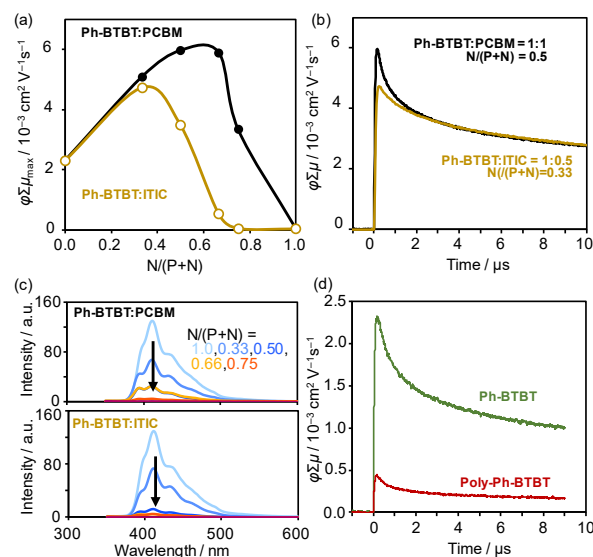 (a)
Ph-BTBT:PCBM
Ph-BTBT:ITIC
φΣμmax / 10⁻³ cm² V⁻¹s⁻¹
6
4
2
0
0.0 0.2 0.4 0.6 0.8 1.0
N/(P+N)
(b)
Ph-BTBT:PCBM = 1:1
N/(P+N) = 0.5
Ph-BTBT:ITIC = 1:0.5
N(/(P+N)=0.33
φΣμ / 10⁻³ cm² V⁻¹s⁻¹
6
4
2
0
0 2 4 6 8 10
Time / μs
(c)
Ph-BTBT:PCBM
N/(P+N) =
1.0,0.33,0.50,
0.66,0.75
Intensity / a.u.
160
120
80
40
0
Ph-BTBT:ITIC
Intensity / a.u.
160
120
80
40
0
300 400 500 600
Wavelength / nm
(d)
Ph-BTBT
Poly-Ph-BTBT
φΣμ / 10⁻³ cm² V⁻¹s⁻¹
2.5
2.0
1.5
1.0
0.5
0.0
0 2 4 6 8 10
Time / μs